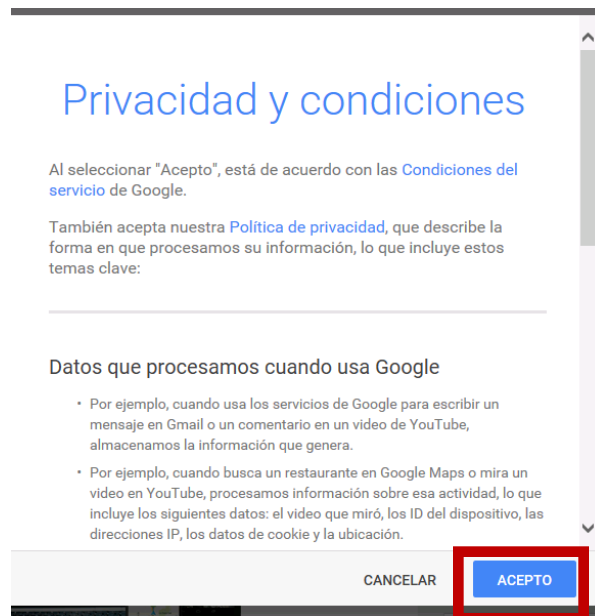 Privacidad y condiciones
Al seleccionar "Acepto", está de acuerdo con las Condiciones del
servicio de Google.
También acepta nuestra Política de privacidad, que describe la
forma en que procesamos su información, lo que incluye estos
temas clave:
Datos que procesamos cuando usa Google
• Por ejemplo, cuando usa los servicios de Google para escribir un
mensaje en Gmail o un comentario en un video de YouTube,
almacenamos la información que genera.
• Por ejemplo, cuando busca un restaurante en Google Maps o mira un
video en YouTube, procesamos información sobre esa actividad, lo que
incluye los siguientes datos: el video que miró, los ID del dispositivo, las
direcciones IP, los datos de cookie y la ubicación.
CANCELAR ACEPTO